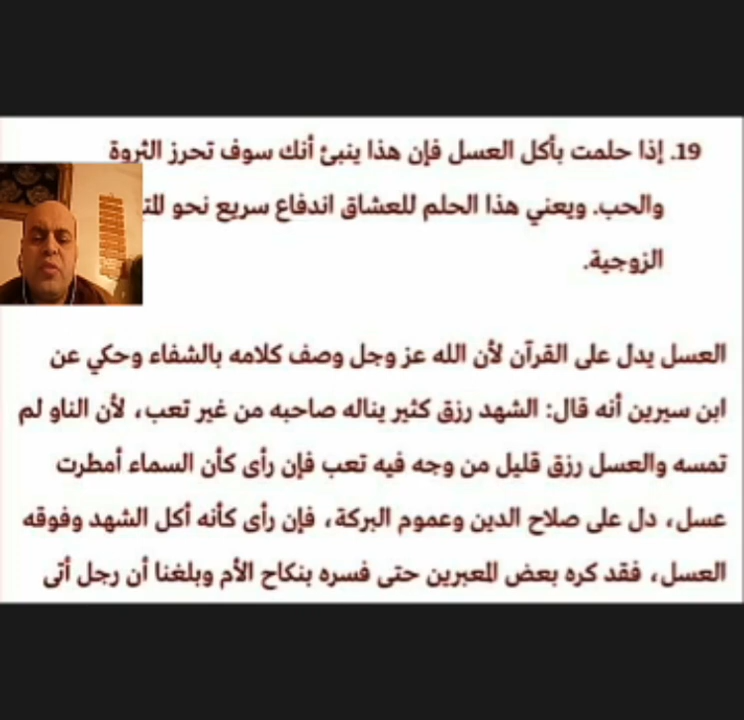 19. إذا حلمت بأكل العسل فإن هذا ينبئ أنك سوف تحرز الثروة
والحب. ويعني هذا الحلم للعشاق اندفاع سريع نحو
الزوجية.
العسل يدل على القرآن لأن الله عز وجل وصف كلامه بالشفاء وحكي عن
ابن سيرين أنه قال: الشهد رزق كثير يناله صاحبه من غير تعب، لأن الناو لم
تمسه والعسل رزق قليل من وجه فيه تعب فإن رأى كأن السماء أمطرت
عسل، دل على صلاح الدين وعموم البركة، فإن رأى كأنه أكل الشهد وفوقه
العسل، فقد كره بعض المعبرين حتى فسره بنكاح الأم وبلغنا أن رجل أتى